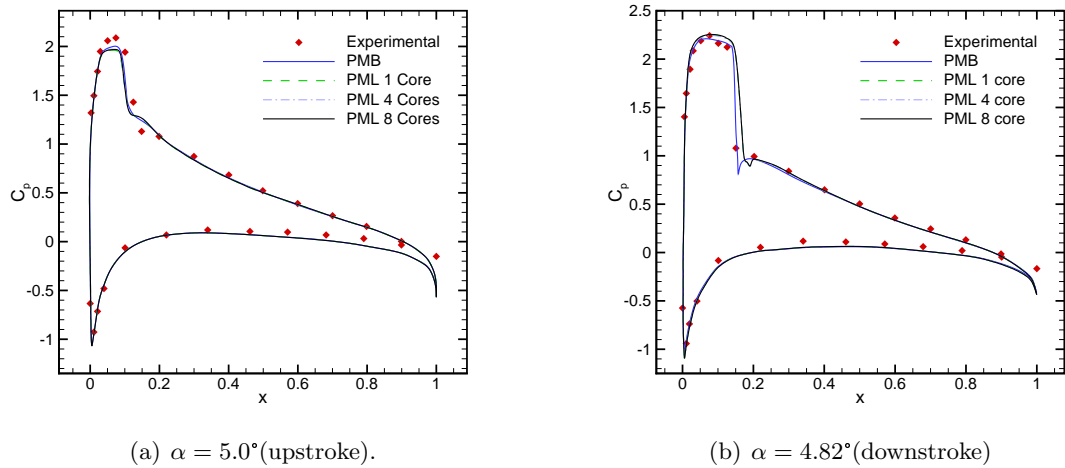 Experimental
PMB
PML 1 Core
PML 4 Cores
PML 8 Cores
C_p
2
1.5
1
0.5
0
-0.5
-1
0 0.2 0.4 0.6 0.8 1
x
(a) α = 5.0°(upstroke).
Experimental
PMB
PML 1 core
PML 4 core
PML 8 core
C_p
2.5
2
1.5
1
0.5
0
-0.5
-1
0 0.2 0.4 0.6 0.8 1
x
(b) α = 4.82°(downstroke)